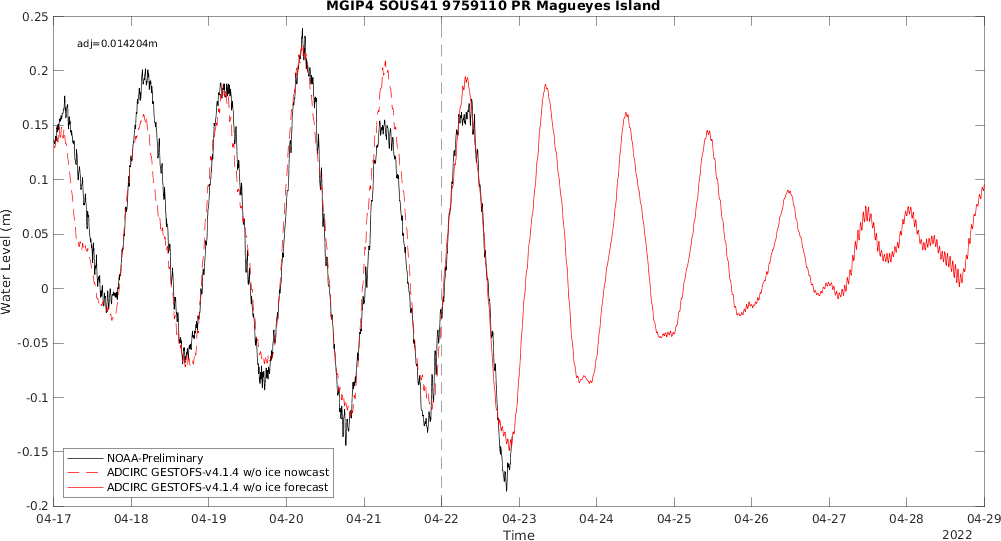 MGIP4 SOUS41 9759110 PR Magueyes Island
0.25
adj=0.014204m
0.2
0.15
0.1
0.05
0
-0.05
-0.1
-0.15
-0.2
Water Level (m)
NOAA-Preliminary
ADCIRC GESTOFS-v4.1.4 w/o ice nowcast
ADCIRC GESTOFS-v4.1.4 w/o ice forecast
04-17 04-18 04-19 04-20 04-21 04-22 04-23 04-24 04-25 04-26 04-27 04-28 04-29
Time
2022